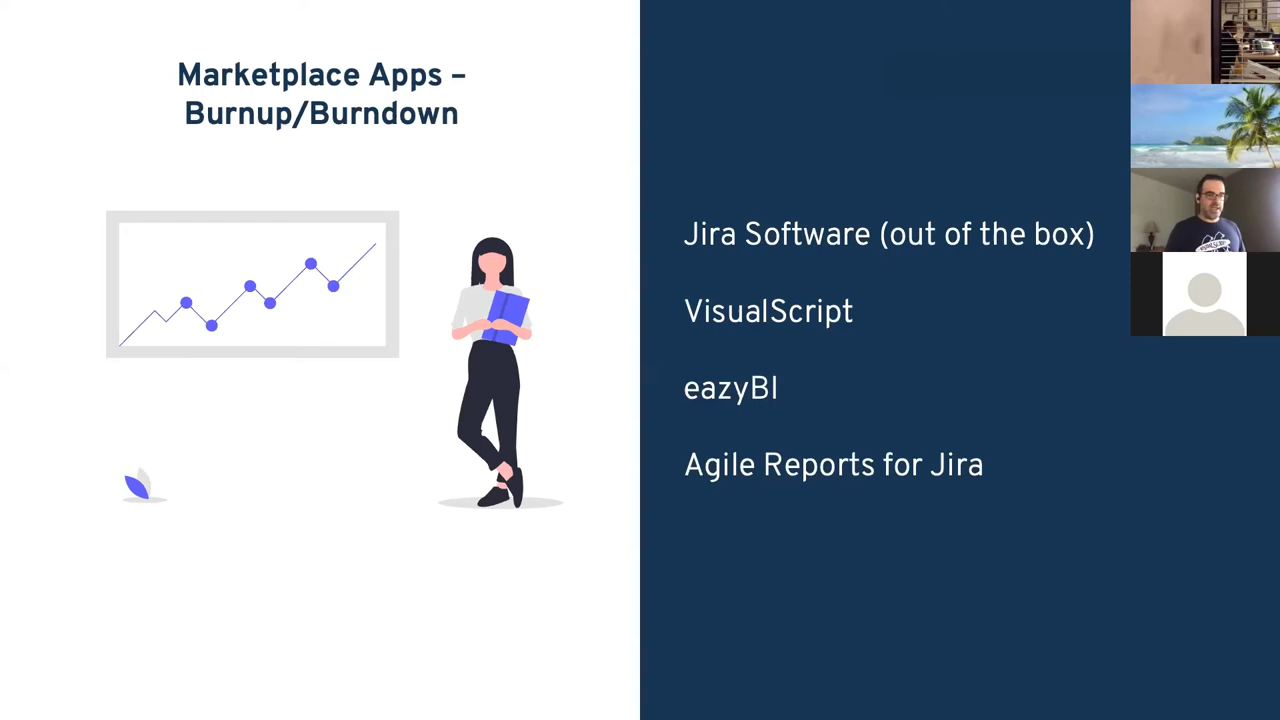 Marketplace Apps –
Burnup/Burndown
Jira Software (out of the box)
VisualScript
eazyBI
Agile Reports for Jira